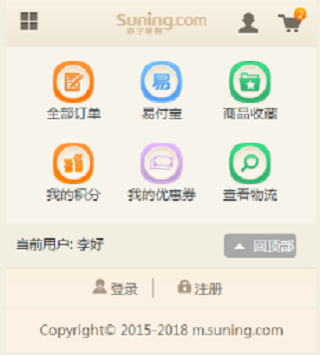 Suning.com
苏宁易购
2
全部订单 易付宝 商品收藏
我的积分 我的优惠券 查看物流
当前用户: 李好 回顶部
登录 注册
Copyright© 2015-2018 m.suning.com